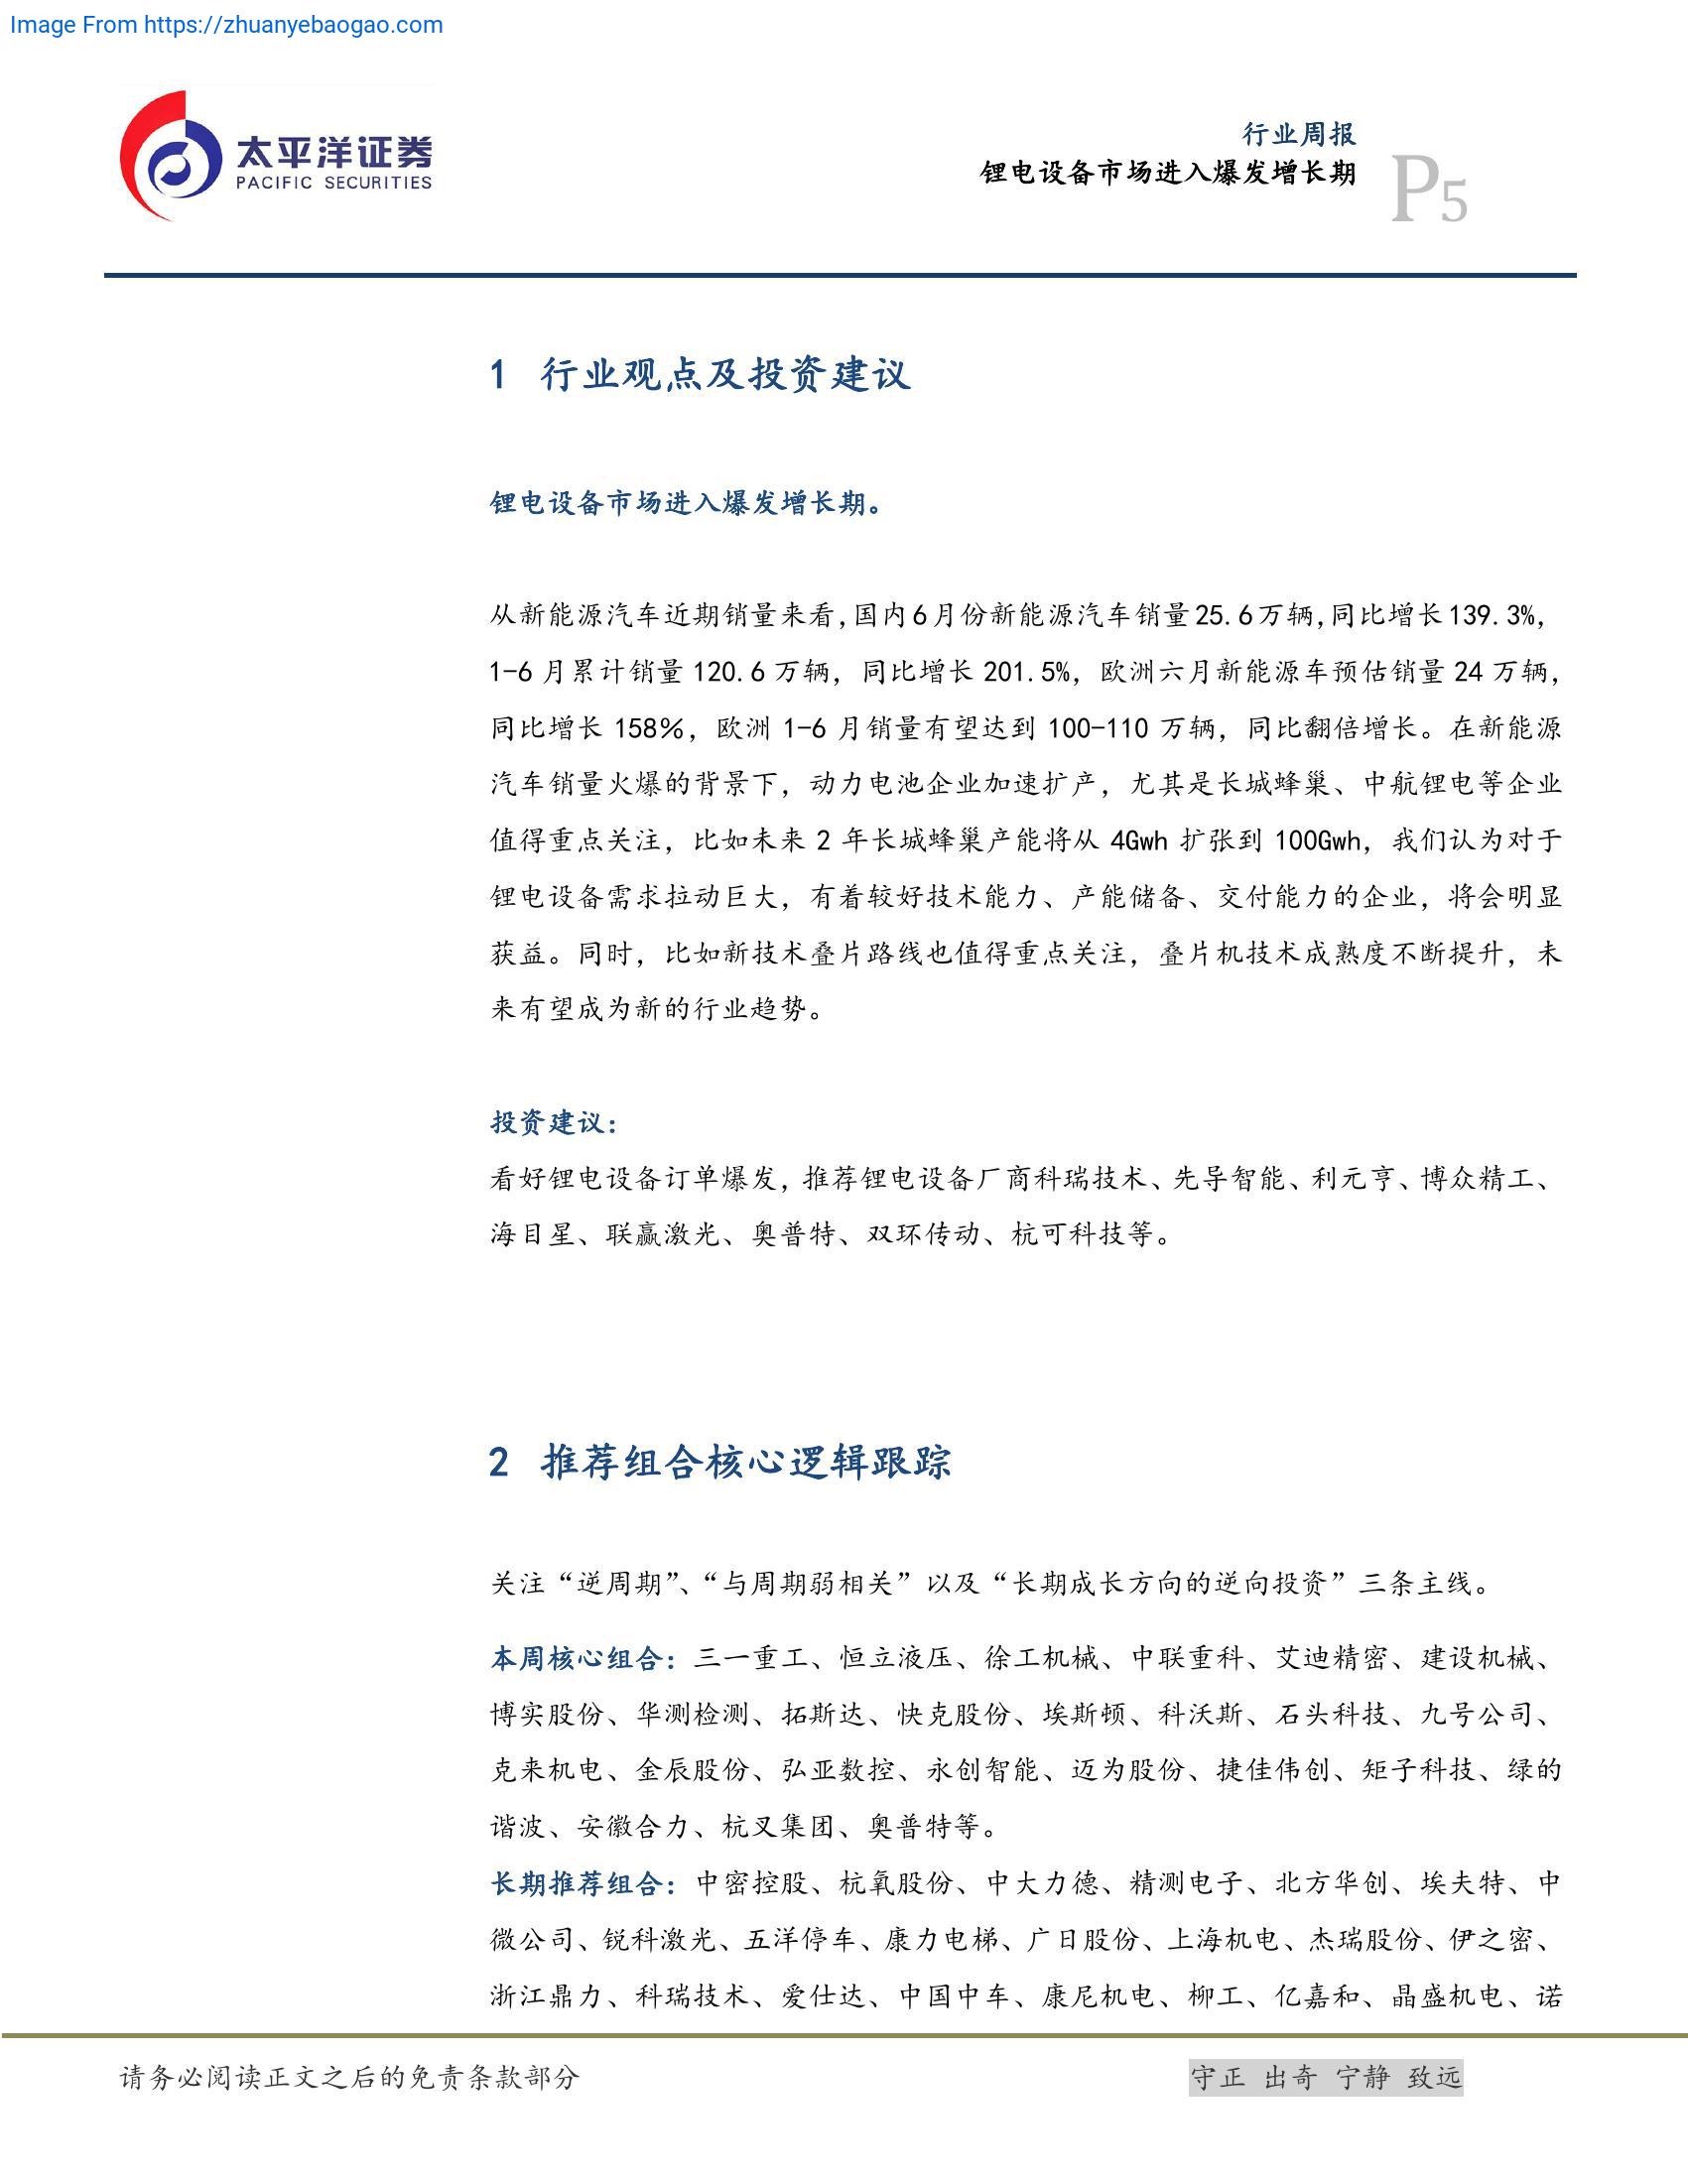 Image From https://zhuanyebaogao.com
太平洋证券
PACIFIC SECURITIES
行业周报
锂电设备市场进入爆发增长期
P5
1 行业观点及投资建议
锂电设备市场进入爆发增长期。
从新能源汽车近期销量来看，国内6月份新能源汽车销量25.6万辆，同比增长139.3%，
1-6 月累计销量 120.6 万辆，同比增长 201.5%，欧洲六月新能源车预估销量 24 万辆，
同比增长 158％，欧洲 1-6 月销量有望达到 100-110 万辆，同比翻倍增长。在新能源
汽车销量火爆的背景下，动力电池企业加速扩产，尤其是长城蜂巢、中航锂电等企业
值得重点关注，比如未来 2 年长城蜂巢产能将从 4Gwh 扩张到 100Gwh，我们认为对于
锂电设备需求拉动巨大，有着较好技术能力、产能储备、交付能力的企业，将会明显
获益。同时，比如新技术叠片路线也值得重点关注，叠片机技术成熟度不断提升，未
来有望成为新的行业趋势。
投资建议：
看好锂电设备订单爆发，推荐锂电设备厂商科瑞技术、先导智能、利元亨、博众精工、
海目星、联赢激光、奥普特、双环传动、杭可科技等。
2 推荐组合核心逻辑跟踪
关注“逆周期”、“与周期弱相关”以及“长期成长方向的逆向投资”三条主线。
本周核心组合：三一重工、恒立液压、徐工机械、中联重科、艾迪精密、建设机械、
博实股份、华测检测、拓斯达、快克股份、埃斯顿、科沃斯、石头科技、九号公司、
克来机电、金辰股份、弘亚数控、永创智能、迈为股份、捷佳伟创、矩子科技、绿的
谐波、安徽合力、杭叉集团、奥普特等。
长期推荐组合：中密控股、杭氧股份、中大力德、精测电子、北方华创、埃夫特、中
微公司、锐科激光、五洋停车、康力电梯、广日股份、上海机电、杰瑞股份、伊之密、
浙江鼎力、科瑞技术、爱仕达、中国中车、康尼机电、柳工、亿嘉和、晶盛机电、诺
请务必阅读正文之后的免责条款部分
守正 出奇 宁静 致远